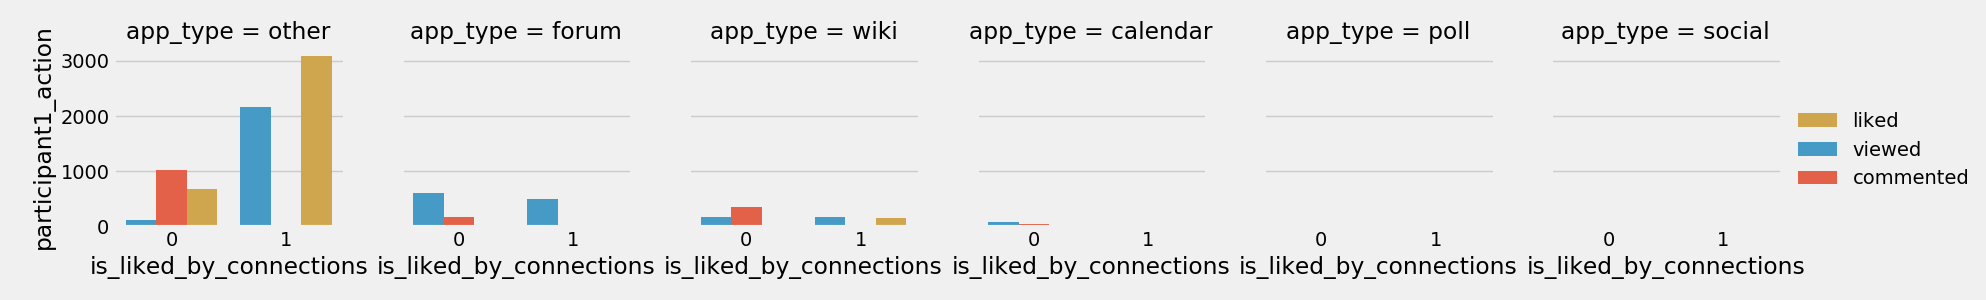 app_type = other
app_type = forum
app_type = wiki
app_type = calendar
app_type = poll
app_type = social
participant1_action
3000
2000
1000
0
0 1
0 1
0 1
0 1
0 1
0 1
is_liked_by_connections
is_liked_by_connections
is_liked_by_connections
is_liked_by_connections
is_liked_by_connections
is_liked_by_connections
liked
viewed
commented